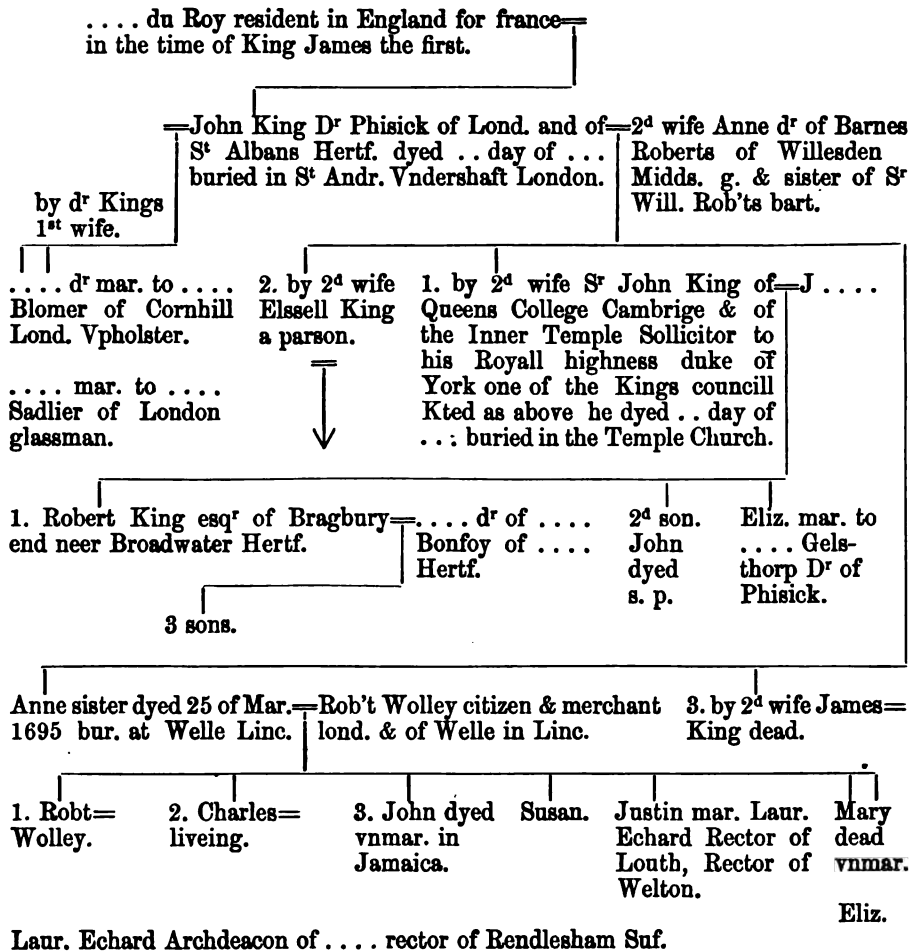 .... du Roy resident in England for france=
in the time of King James the first.
=John King Dʳ Phisick of Lond. and of=
Sᵗ Albans Hertf. dyed .. day of ...
buried in Sᵗ Andr. Vndershaft London.
2ᵈ wife Anne dʳ of Barnes
Roberts of Willesden
Midds. g. & sister of Sʳ
Will. Rob'ts bart.
by dʳ Kings
1ˢᵗ wife.
.... dʳ mar. to ....
Blomer of Cornhill
Lond. Vpholster.
.... mar. to ....
Sadlier of London
glassman.
2. by 2ᵈ wife
Elssell King
a parson.
=
1. by 2ᵈ wife Sʳ John King of=J ....
Queens College Cambrige & of
the Inner Temple Sollicitor to
his Royall highness duke of
York one of the Kings councill
Kted as above he dyed .. day of
..: buried in the Temple Church.
1. Robert King esqʳ of Bragbury=
end neer Broadwater Hertf.
.... dʳ of ....
Bonfoy of ....
Hertf.
2ᵈ son.
John
dyed
s. p.
Eliz. mar. to
.... Gels-
thorp Dʳ of
Phisick.
3 sons.
Anne sister dyed 25 of Mar.=
1695 bur. at Welle Linc.
Rob't Wolley citizen & merchant
lond. & of Welle in Linc.
3. by 2ᵈ wife James=
King dead.
1. Robt=
Wolley.
2. Charles=
liveing.
3. John dyed
vnmar. in
Jamaica.
Susan.
Justin mar. Laur.
Echard Rector of
Louth, Rector of
Welton.
Mary
dead
vnmar.
Eliz.
Laur. Echard Archdeacon of .... rector of Rendlesham Suf.